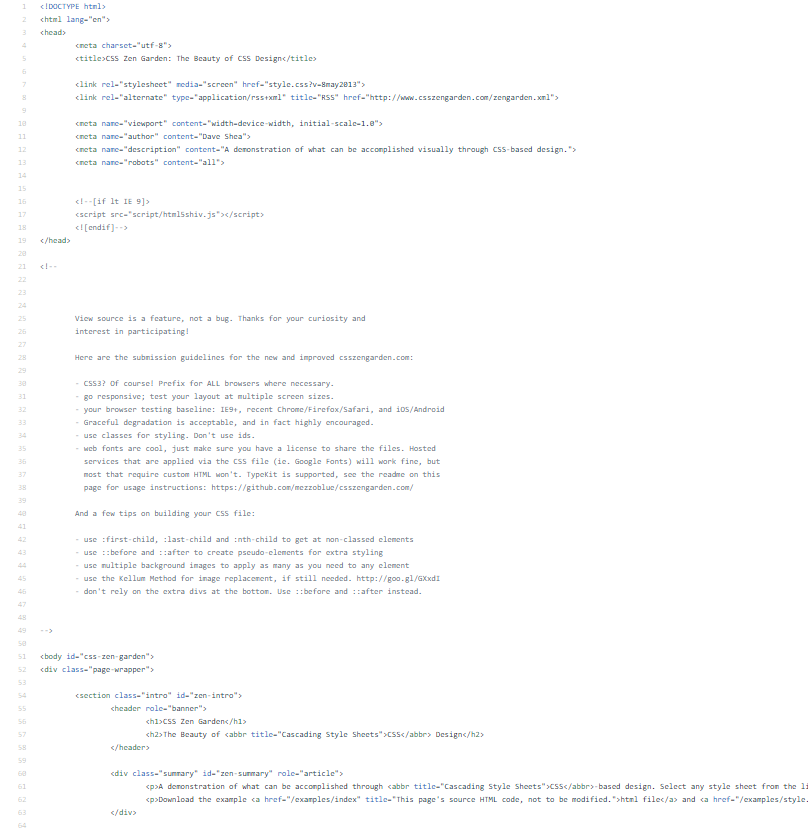 1 <!DOCTYPE html>
2 <html lang="en">
3 <head>
4 <meta charset="utf-8">
5 <title>CSS Zen Garden: The Beauty of CSS Design</title>
6
7 <link rel="stylesheet" media="screen" href="style.css?v=8may2013">
8 <link rel="alternate" type="application/rss+xml" title="RSS" href="http://www.csszengarden.com/zengarden.xml">
9
10 <meta name="viewport" content="width=device-width, initial-scale=1.0">
11 <meta name="author" content="Dave Shea">
12 <meta name="description" content="A demonstration of what can be accomplished visually through CSS-based design.">
13 <meta name="robots" content="all">
14
15
16 <!--[if lt IE 9]>
17 <script src="script/html5shiv.js"></script>
18 <![endif]-->
19 </head>
20
21 <!--
22
23
24
25 View source is a feature, not a bug. Thanks for your curiosity and
26 interest in participating!
27
28 Here are the submission guidelines for the new and improved csszengarden.com:
29
30 - CSS3? Of course! Prefix for ALL browsers where necessary.
31 - go responsive; test your layout at multiple screen sizes.
32 - your browser testing baseline: IE9+, recent Chrome/Firefox/Safari, and iOS/Android
33 - Graceful degradation is acceptable, and in fact highly encouraged.
34 - use classes for styling. Don't use ids.
35 - web fonts are cool, just make sure you have a license to share the files. Hosted
36 services that are applied via the CSS file (ie. Google Fonts) will work fine, but
37 most that require custom HTML won't. TypeKit is supported, see the readme on this
38 page for usage instructions: https://github.com/mezzoblue/csszengarden.com/
39
40 And a few tips on building your CSS file:
41
42 - use :first-child, :last-child and :nth-child to get at non-classed elements
43 - use ::before and ::after to create pseudo-elements for extra styling
44 - use multiple background images to apply as many as you need to any element
45 - use the Kellum Method for image replacement, if still needed. http://goo.gl/GXxdI
46 - don't rely on the extra divs at the bottom. Use ::before and ::after instead.
47
48
49 -->
50
51 <body id="css-zen-garden">
52 <div class="page-wrapper">
53
54 <section class="intro" id="zen-intro">
55 <header role="banner">
56 <h1>CSS Zen Garden</h1>
57 <h2>The Beauty of <abbr title="Cascading Style Sheets">CSS</abbr> Design</h2>
58 </header>
59
60 <div class="summary" id="zen-summary" role="article">
61 <p>A demonstration of what can be accomplished through <abbr title="Cascading Style Sheets">CSS</abbr>-based design. Select any style sheet from the li
62 <p>Download the example <a href="/examples/index" title="This page's source HTML code, not to be modified.">html file</a> and <a href="/examples/style.
63 </div>
64